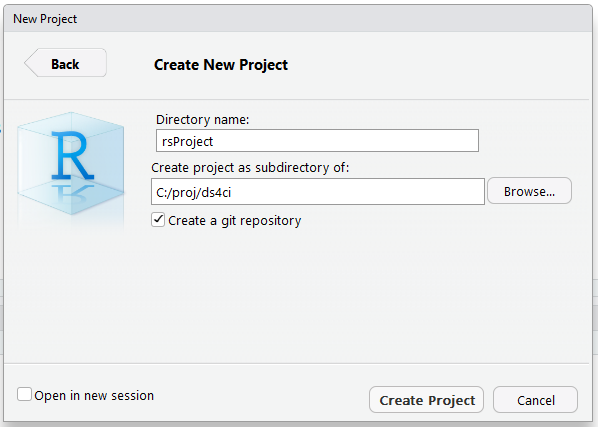 New Project
Back
Create New Project
R
Directory name:
rsProject
Create project as subdirectory of:
C:/proj/ds4ci
Browse...
Create a git repository
Open in new session
Create Project
Cancel